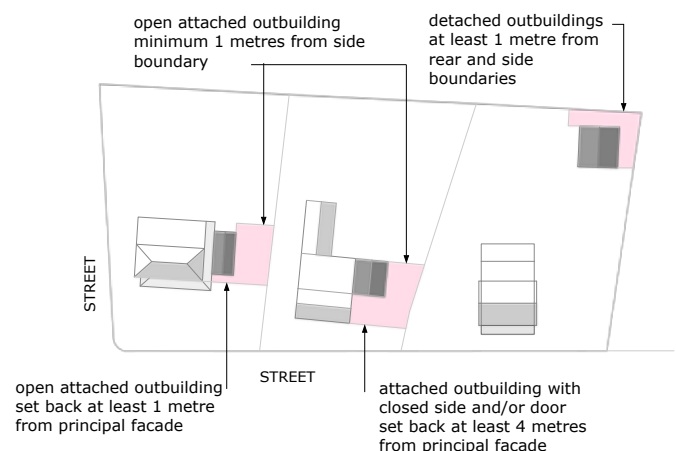 open attached outbuilding
minimum 1 metres from side
boundary
detached outbuildings
at least 1 metre from
rear and side
boundaries
STREET
STREET
open attached outbuilding
set back at least 1 metre
from principal facade
attached outbuilding with
closed side and/or door
set back at least 4 metres
from principal facade